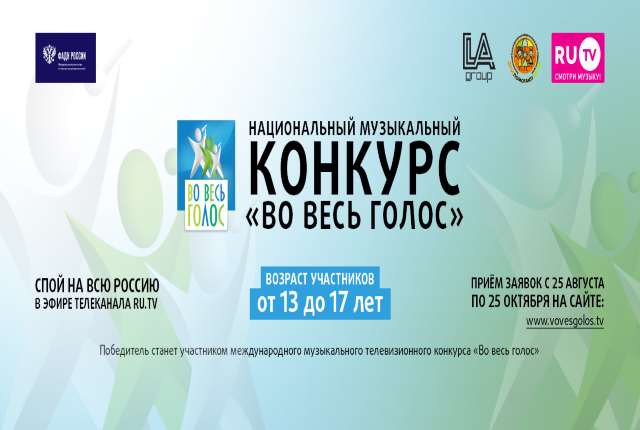 ФАДН РОССИИ
LA
group
RU TV
СМОТРИ МУЗЫКУ!
НАЦИОНАЛЬНЫЙ МУЗЫКАЛЬНЫЙ
КОНКУРС
«ВО ВЕСЬ ГОЛОС»
ВО ВЕСЬ
ГОЛОС
СПОЙ НА ВСЮ РОССИЮ
В ЭФИРЕ ТЕЛЕКАНАЛА RU.TV
ВОЗРАСТ УЧАСТНИКОВ
от 13 до 17 лет
ПРИЁМ ЗАЯВОК С 25 АВГУСТА
ПО 25 ОКТЯБРЯ НА САЙТЕ:
www.vovesgolos.tv
Победитель станет участником международного музыкального телевизионного конкурса «Во весь голос»